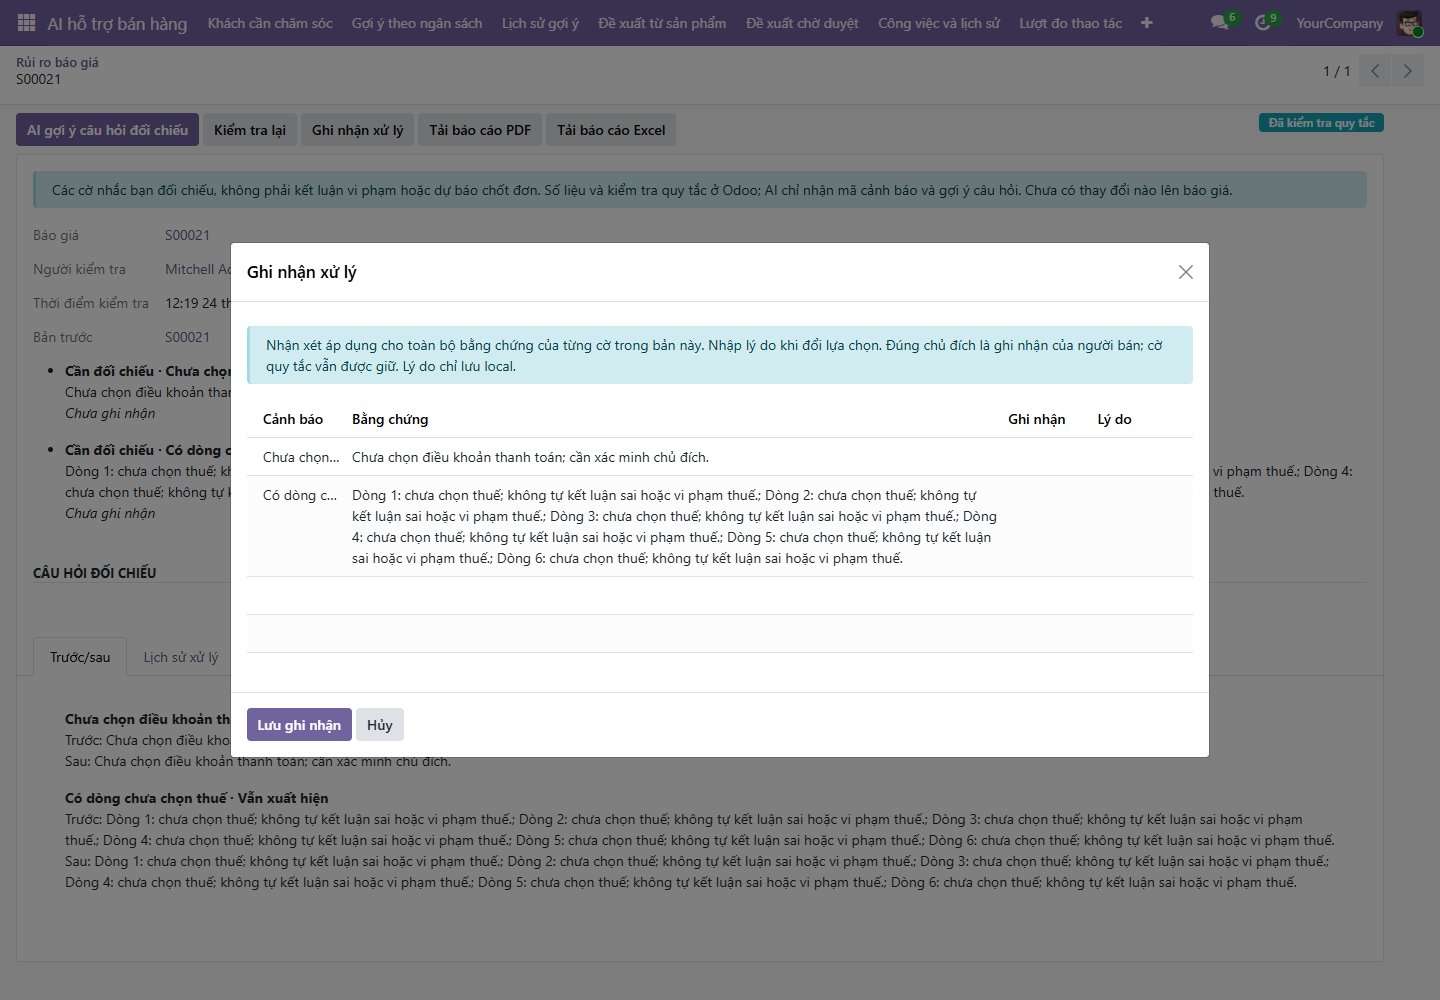 AI hỗ trợ bán hàng Khách cần chăm sóc Gợi ý theo ngân sách Lịch sử gợi ý Đề xuất từ sản phẩm Đề xuất chờ duyệt Công việc và lịch sử Lượt do thao tác 6 9 YourCompany
Rủi ro báo giá
S00021
1 / 1
AI gợi ý câu hỏi đối chiếu Kiểm tra lại Ghi nhận xử lý Tải báo cáo PDF Tải báo cáo Excel Đã kiểm tra quy tắc
Các cờ nhắc bạn đối chiếu, không phải kết luận vi phạm hoặc dự báo chốt đơn. Số liệu và kiểm tra quy tắc ở Odoo; AI chỉ nhận mã cảnh báo và gợi ý câu hỏi. Chưa có thay đổi nào lên báo giá.
Báo giá S00021
Người kiểm tra Mitchell Ad
Thời điểm kiểm tra 12:19 24 th
Bản trước S00021
Cần đối chiếu · Chưa chọn
Chưa chọn điều khoản than
Chưa ghi nhận
Cần đối chiếu · Có dòng c
Dòng 1: chưa chọn thuế; kh vi phạm thuế.; Dòng 4:
chưa chọn thuế; không tự k thuế.
Chưa ghi nhận
CÂU HỎI ĐỐI CHIẾU
Trước/sau Lịch sử xử lý
Chưa chọn điều khoản th
Trước: Chưa chọn điều kho
Sau: Chưa chọn điều khoản thanh toán; cần xác minh chủ đích.
Có dòng chưa chọn thuế · Vẫn xuất hiện
Trước: Dòng 1: chưa chọn thuế; không tự kết luận sai hoặc vi phạm thuế.; Dòng 2: chưa chọn thuế; không tự kết luận sai hoặc vi phạm thuế.; Dòng 3: chưa chọn thuế; không tự kết luận sai hoặc vi phạm
thuế.; Dòng 4: chưa chọn thuế; không tự kết luận sai hoặc vi phạm thuế.; Dòng 5: chưa chọn thuế; không tự kết luận sai hoặc vi phạm thuế.; Dòng 6: chưa chọn thuế; không tự kết luận sai hoặc vi phạm thuế.
Sau: Dòng 1: chưa chọn thuế; không tự kết luận sai hoặc vi phạm thuế.; Dòng 2: chưa chọn thuế; không tự kết luận sai hoặc vi phạm thuế.; Dòng 3: chưa chọn thuế; không tự kết luận sai hoặc vi phạm thuế.;
Dòng 4: chưa chọn thuế; không tự kết luận sai hoặc vi phạm thuế.; Dòng 5: chưa chọn thuế; không tự kết luận sai hoặc vi phạm thuế.; Dòng 6: chưa chọn thuế; không tự kết luận sai hoặc vi phạm thuế.
Ghi nhận xử lý
Nhận xét áp dụng cho toàn bộ bằng chứng của từng cờ trong bản này. Nhập lý do khi đổi lựa chọn. Đúng chủ đích là ghi nhận của người bán; cờ
quy tắc vẫn được giữ. Lý do chỉ lưu local.
Cảnh báo Bằng chứng Ghi nhận Lý do
Chưa chọn... Chưa chọn điều khoản thanh toán; cần xác minh chủ đích.
Có dòng c... Dòng 1: chưa chọn thuế; không tự kết luận sai hoặc vi phạm thuế.; Dòng 2: chưa chọn thuế; không tự
kết luận sai hoặc vi phạm thuế.; Dòng 3: chưa chọn thuế; không tự kết luận sai hoặc vi phạm thuế.; Dòng
4: chưa chọn thuế; không tự kết luận sai hoặc vi phạm thuế.; Dòng 5: chưa chọn thuế; không tự kết luận
sai hoặc vi phạm thuế.; Dòng 6: chưa chọn thuế; không tự kết luận sai hoặc vi phạm thuế.
Lưu ghi nhận Hủy